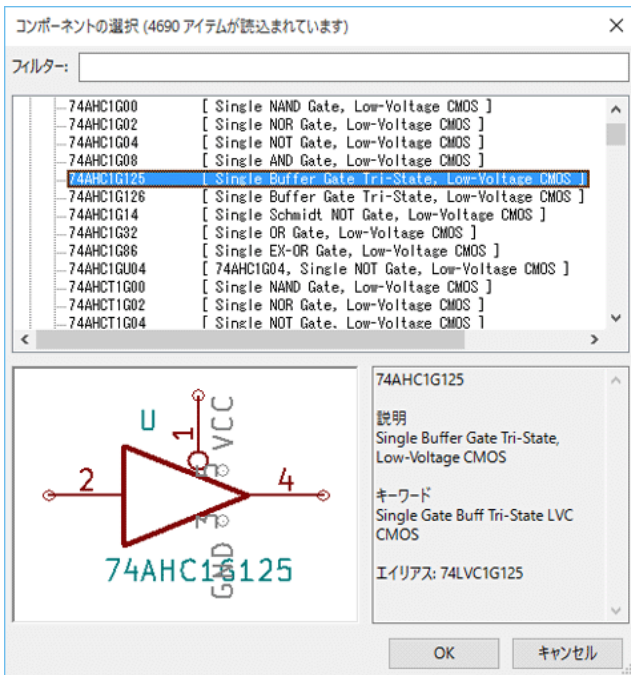 コンポーネントの選択 (4690 アイテムが読込まれています)
フィルター:
74AHC1G00 [ Single NAND Gate, Low-Voltage CMOS ]
74AHC1G02 [ Single NOR Gate, Low-Voltage CMOS ]
74AHC1G04 [ Single NOT Gate, Low-Voltage CMOS ]
74AHC1G08 [ Single AND Gate, Low-Voltage CMOS ]
74AHC1G125 [ Single Buffer Gate Tri-State, Low-Voltage CMOS ]
74AHC1G126 [ Single Buffer Gate Tri-State, Low-Voltage CMOS ]
74AHC1G14 [ Single Schmidt NOT Gate, Low-Voltage CMOS ]
74AHC1G32 [ Single OR Gate, Low-Voltage CMOS ]
74AHC1G86 [ Single EX-OR Gate, Low-Voltage CMOS ]
74AHC1GU04 [ 74AHC1G04, Single NOT Gate, Low-Voltage CMOS ]
74AHCT1G00 [ Single NAND Gate, Low-Voltage CMOS ]
74AHCT1G02 [ Single NOR Gate, Low-Voltage CMOS ]
74AHCT1G04 [ Single NOT Gate, Low-Voltage CMOS ]
U
1
VCC
5
2
4
3
GND
74AHC1G125
74AHC1G125
説明
Single Buffer Gate Tri-State,
Low-Voltage CMOS
キーワード
Single Gate Buff Tri-State LVC
CMOS
エイリアス: 74LVC1G125
OK
キャンセル